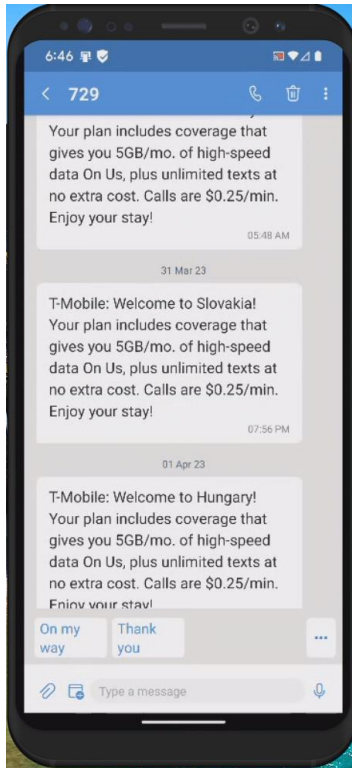 6:46
729
Your plan includes coverage that
gives you 5GB/mo. of high-speed
data On Us, plus unlimited texts at
no extra cost. Calls are $0.25/min.
Enjoy your stay!
05:48 AM
31 Mar 23
T-Mobile: Welcome to Slovakia!
Your plan includes coverage that
gives you 5GB/mo. of high-speed
data On Us, plus unlimited texts at
no extra cost. Calls are $0.25/min.
Enjoy your stay!
07:56 PM
01 Apr 23
T-Mobile: Welcome to Hungary!
Your plan includes coverage that
gives you 5GB/mo. of high-speed
data On Us, plus unlimited texts at
no extra cost. Calls are $0.25/min.
Enjoy your stay!
On my
way
Thank
you
Type a message